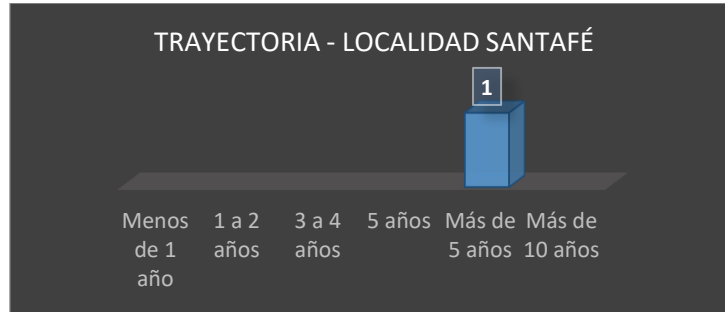 TRAYECTORIA - LOCALIDAD SANTAFÉ
1
Menos
de 1
año
1 a 2
años
3 a 4
años
5 años
Más de
5 años
Más de
10 años